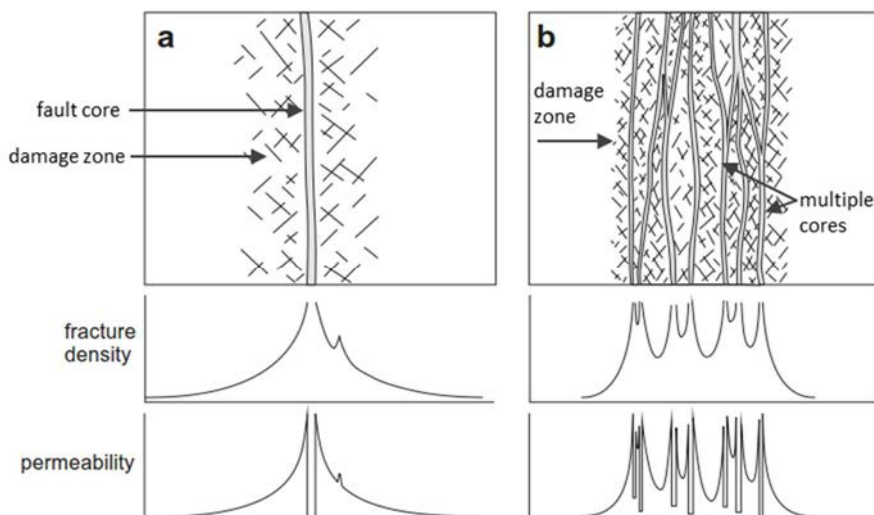 a
fault core
damage zone
b
damage
zone
multiple
cores
fracture
density
permeability